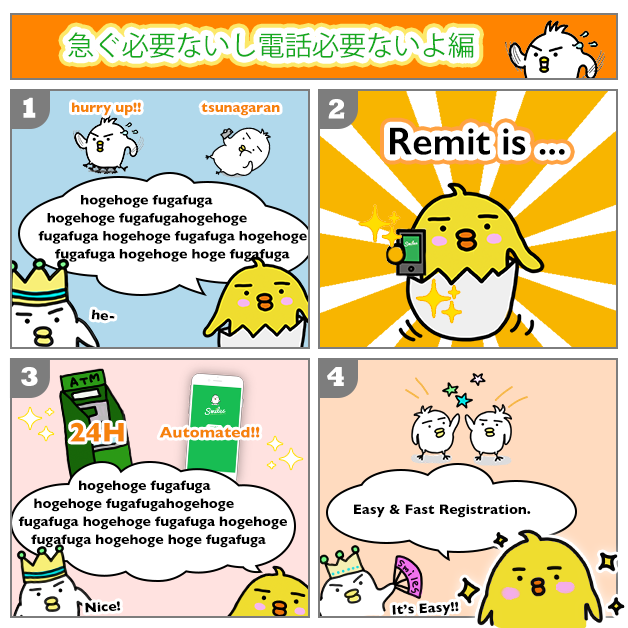 急ぐ必要ないし電話必要ないよ編
1
hurry up!!
tsunagaran
hogehoge fugafuga
hogehoge fugafugahogehoge
fugafuga hogehoge fugafuga hogehoge
fugafuga hogehoge hoge fugafuga
he-
2
Remit is ...
Smiles
3
ATM
24H
Smiles
Automated!!
hogehoge fugafuga
hogehoge fugafugahogehoge
fugafuga hogehoge fugafuga hogehoge
fugafuga hogehoge hoge fugafuga
Nice!
4
Easy & Fast Registration.
smiles
It's Easy!!